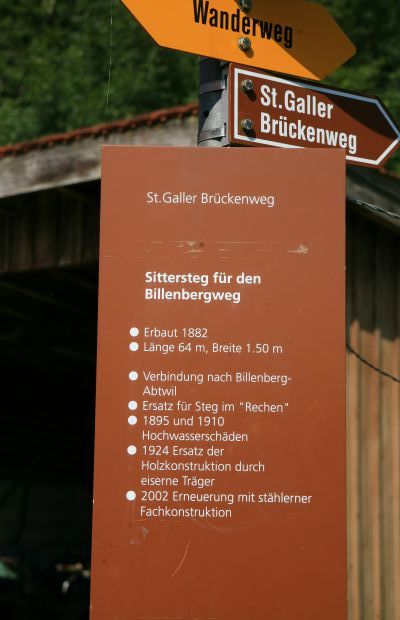 Wanderweg
St.Galler
Brückenweg
St.Galler Brückenweg
Sittersteg für den
Billenbergweg
● Erbaut 1882
● Länge 64 m, Breite 1.50 m
● Verbindung nach Billenberg-
Abtwil
● Ersatz für Steg im "Rechen"
● 1895 und 1910
Hochwasserschäden
● 1924 Ersatz der
Holzkonstruktion durch
eiserne Träger
● 2002 Erneuerung mit stählerner
Fachkonstruktion